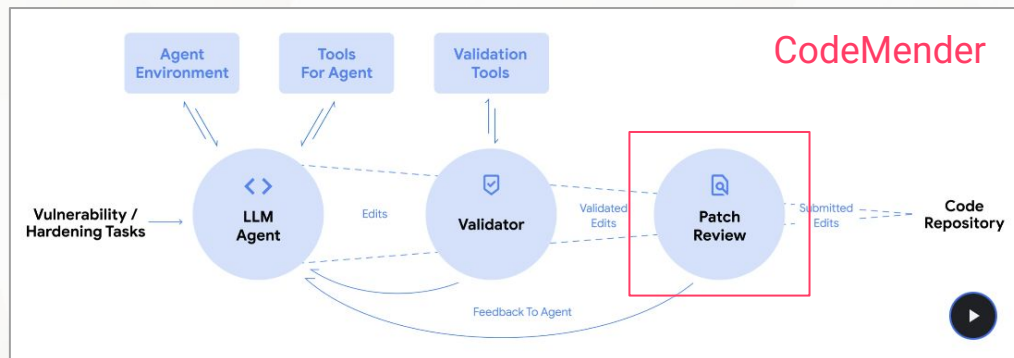 CodeMender
Agent
Environment
Tools
For Agent
Validation
Tools
Vulnerability /
Hardening Tasks
LLM
Agent
Edits
Validator
Validated
Edits
Patch
Review
Submitted
Edits
Code
Repository
Feedback To Agent